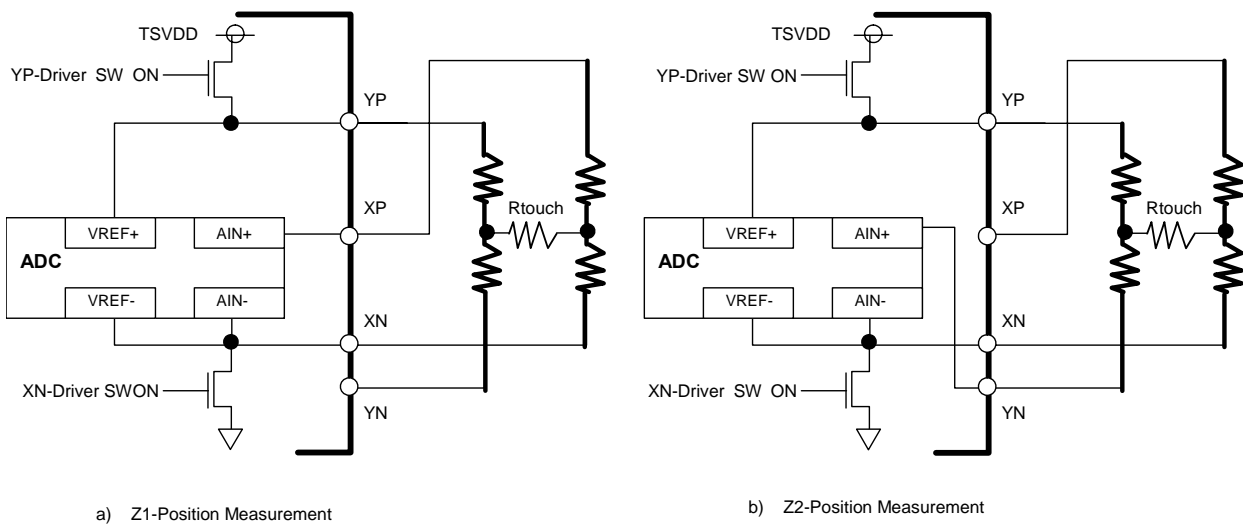 TSVDD
YP-Driver SW ON
YP
XP
Rtouch
VREF+
AIN+
ADC
VREF-
AIN-
XN
XN-Driver SWON
YN
a) Z1-Position Measurement
TSVDD
YP-Driver SW ON
YP
XP
Rtouch
VREF+
AIN+
ADC
VREF-
AIN-
XN
XN-Driver SW ON
YN
b) Z2-Position Measurement